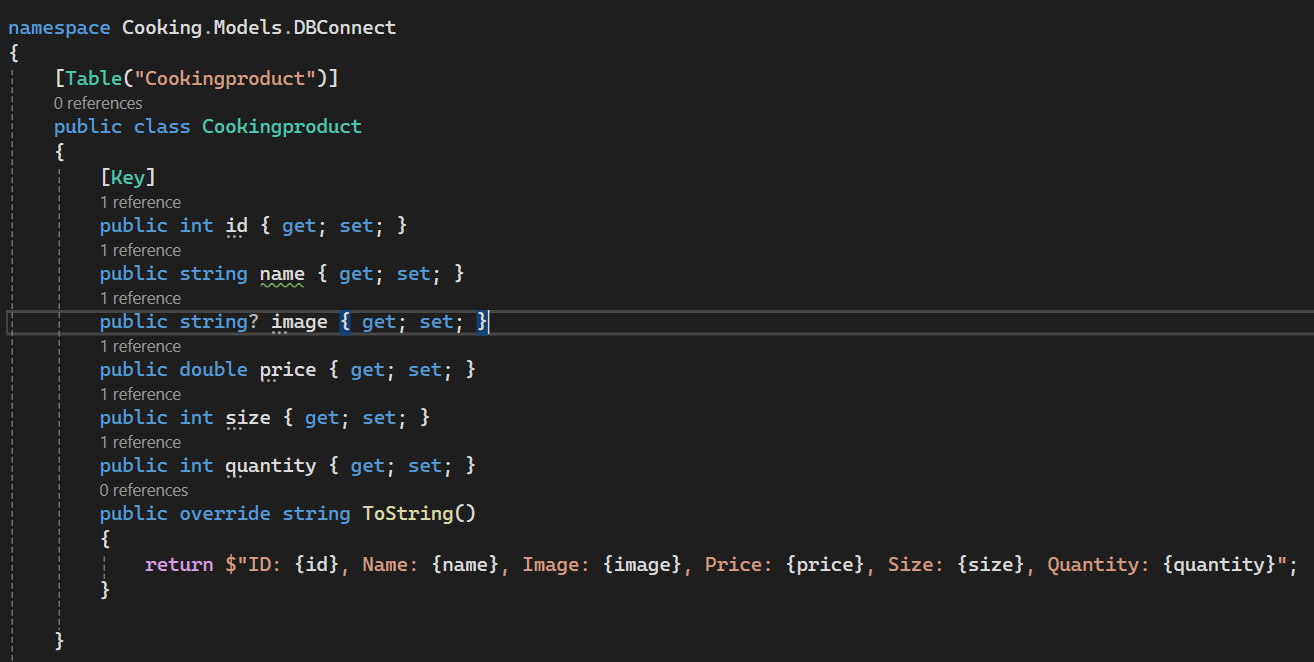 namespace Cooking.Models.DBConnect
{
[Table("Cookingproduct")]
0 references
public class Cookingproduct
{
[Key]
1 reference
public int id { get; set; }
1 reference
public string name { get; set; }
1 reference
public string? image { get; set; }
1 reference
public double price { get; set; }
1 reference
public int size { get; set; }
1 reference
public int quantity { get; set; }
0 references
public override string ToString()
{
return $"ID: {id}, Name: {name}, Image: {image}, Price: {price}, Size: {size}, Quantity: {quantity}";
}
}